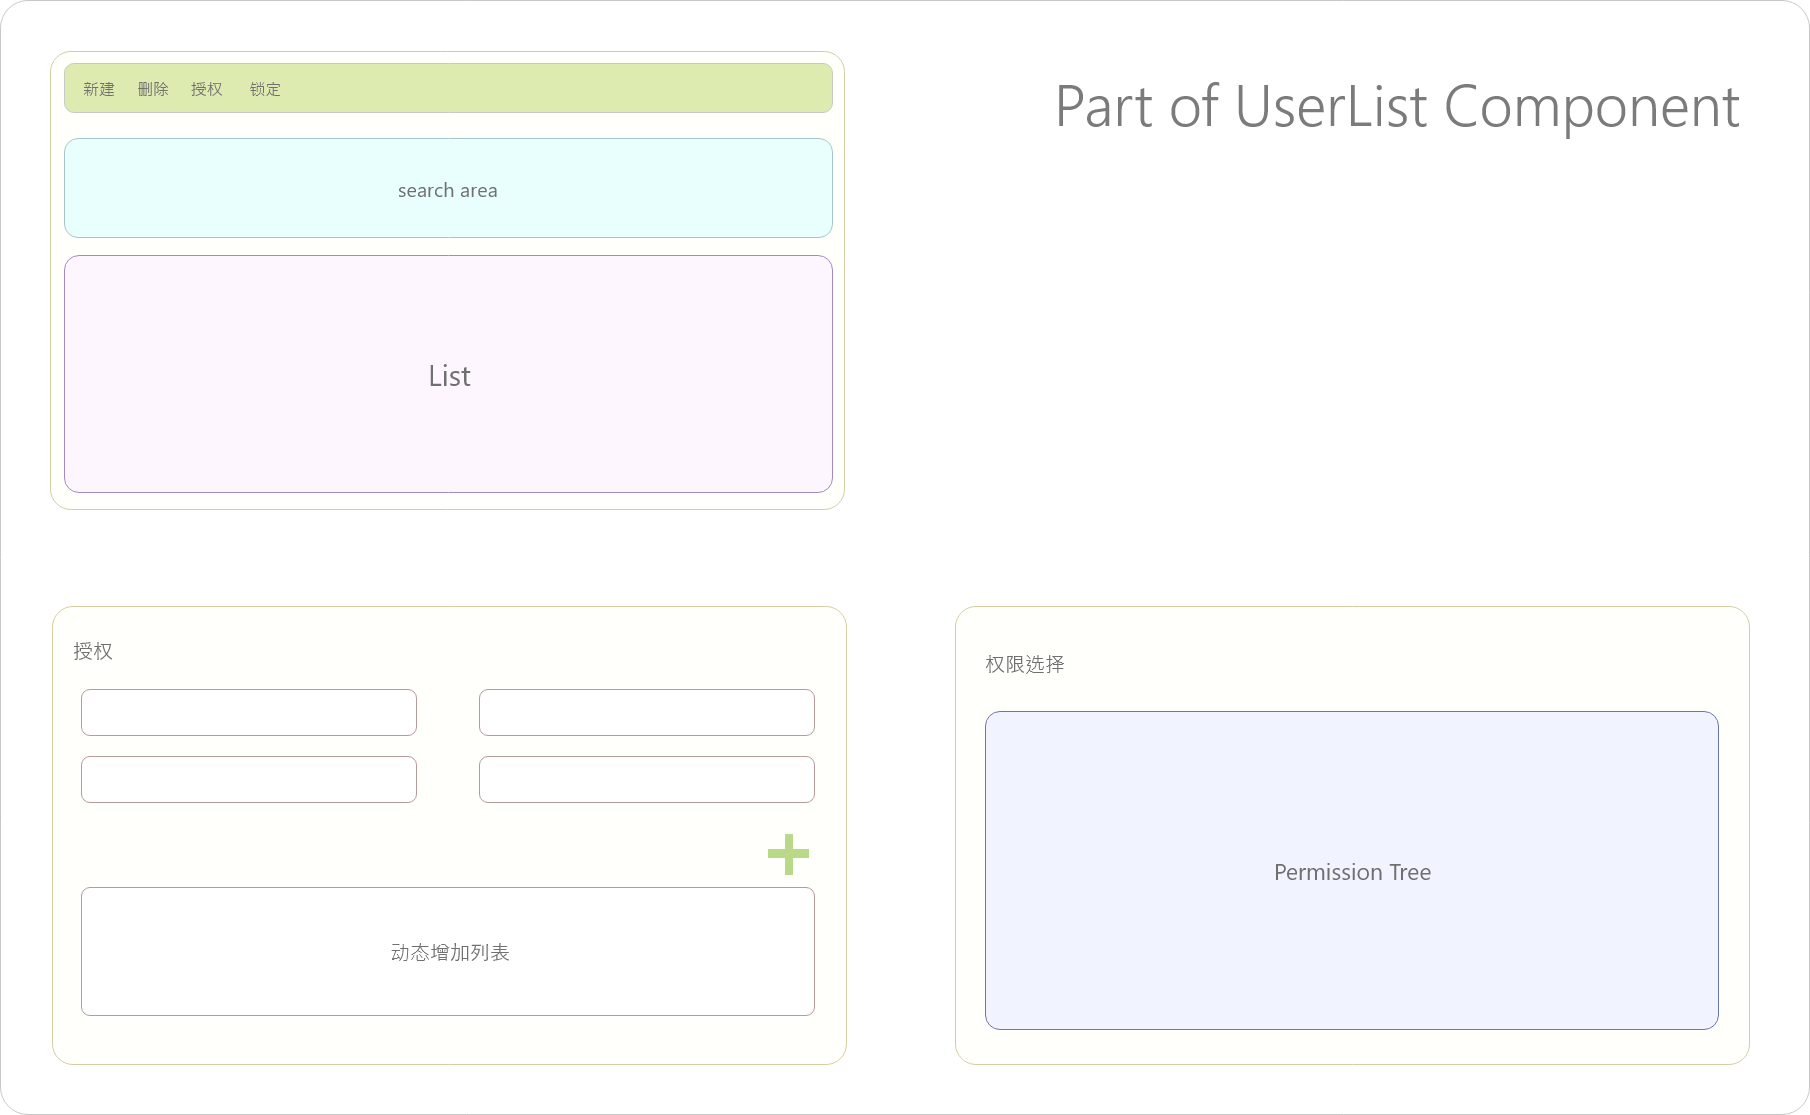 新建 删除 授权 锁定
Part of UserList Component
search area
List
授权
动态增加列表
权限选择
Permission Tree